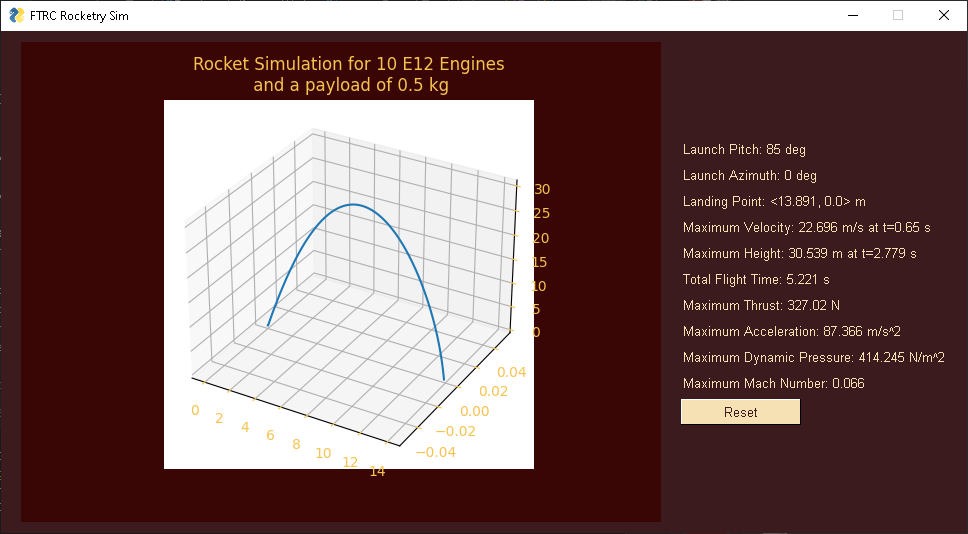 FTRC Rocketry Sim
Rocket Simulation for 10 E12 Engines
and a payload of 0.5 kg
30
25
20
15
10
5
0
0.04
0.02
0.00
−0.02
−0.04
0
2
4
6
8
10
12
14
Launch Pitch: 85 deg
Launch Azimuth: 0 deg
Landing Point: <13.891, 0.0> m
Maximum Velocity: 22.696 m/s at t=0.65 s
Maximum Height: 30.539 m at t=2.779 s
Total Flight Time: 5.221 s
Maximum Thrust: 327.02 N
Maximum Acceleration: 87.366 m/s^2
Maximum Dynamic Pressure: 414.245 N/m^2
Maximum Mach Number: 0.066
Reset